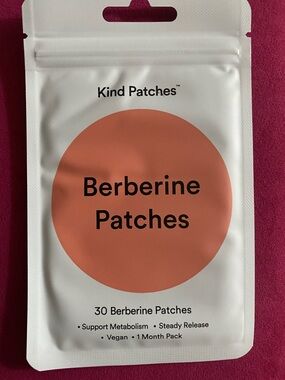 Kind Patches™
Berberine
Patches
30 Berberine Patches
• Support Metabolism • Steady Release
• Vegan • 1 Month Pack